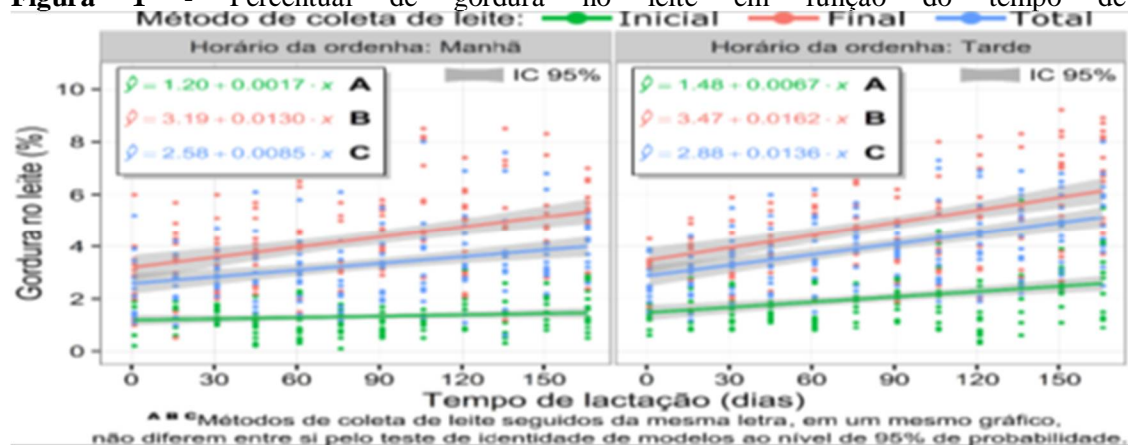 Figura 1 - Percentual de gordura no leite em função do tempo de
Método de coleta de leite: Inicial Final Total
Horário da ordenha: Manhã
ŷ = 1.20 + 0.0017 · x A
ŷ = 3.19 + 0.0130 · x B
ŷ = 2.58 + 0.0085 · x C
IC 95%
Horário da ordenha: Tarde
ŷ = 1.48 + 0.0067 · x A
ŷ = 3.47 + 0.0162 · x B
ŷ = 2.88 + 0.0136 · x C
IC 95%
Gordura no leite (%)
10
8
6
4
2
0
0 30 60 90 120 150
0 30 60 90 120 150
Tempo de lactação (dias)
A B C Métodos de coleta de leite seguidos da mesma letra, em um mesmo gráfico,
não diferem entre si pelo teste de identidade de modelos ao nível de 95% de probabilidade.